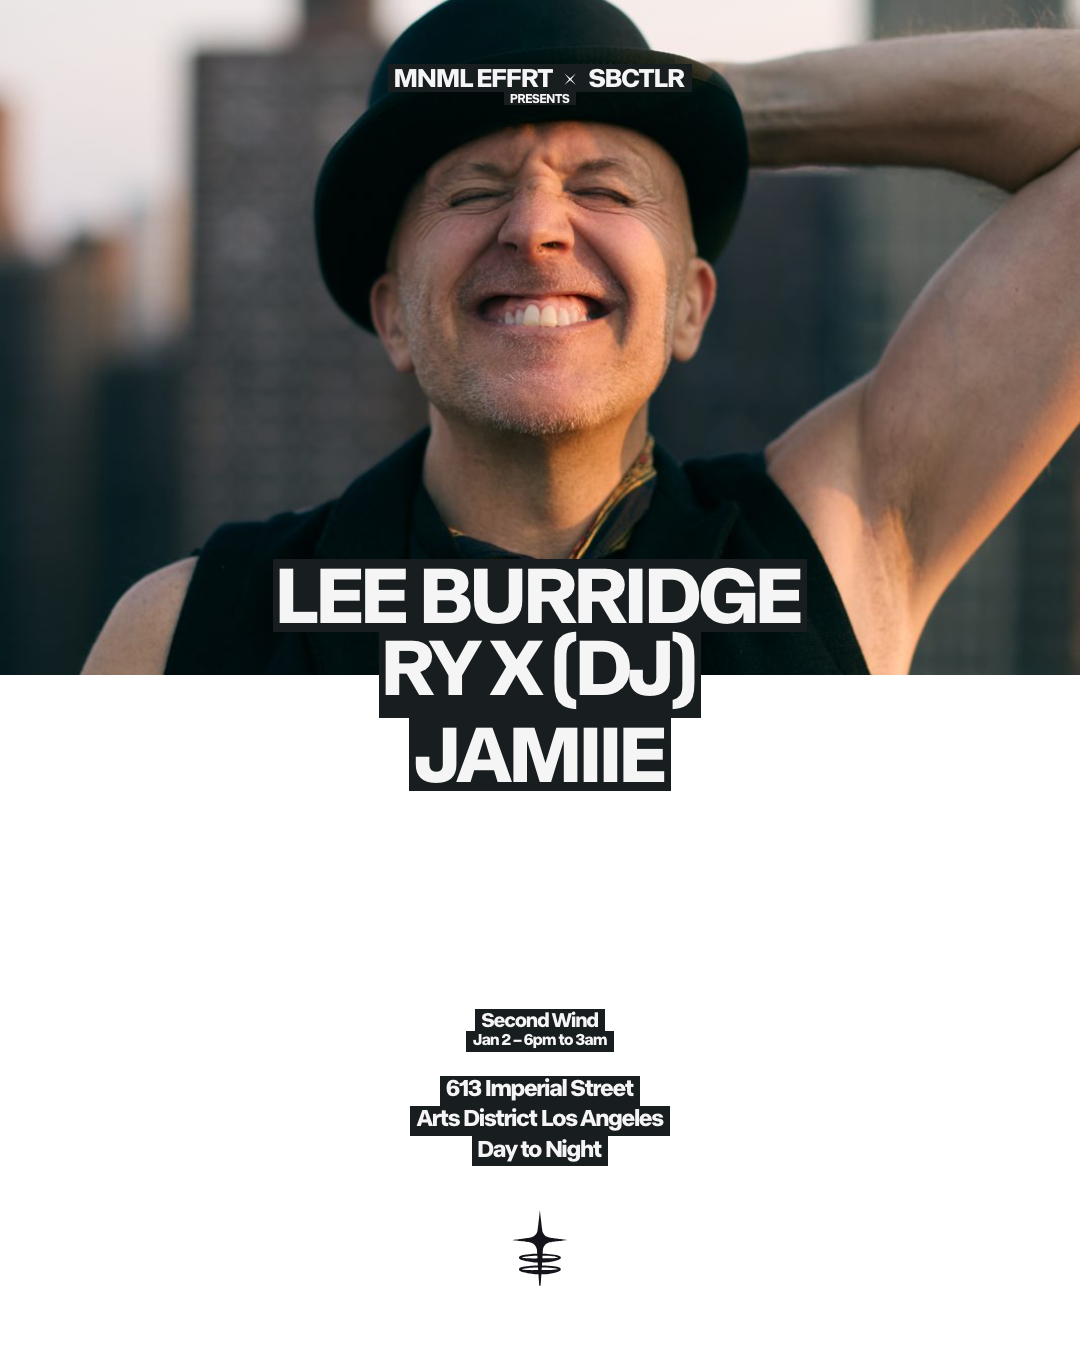 MNML EFFRT × SBCTLR
PRESENTS
LEE BURRIDGE
RY X (DJ)
JAMIIE
Second Wind
Jan 2 – 6pm to 3am
613 Imperial Street
Arts District Los Angeles
Day to Night